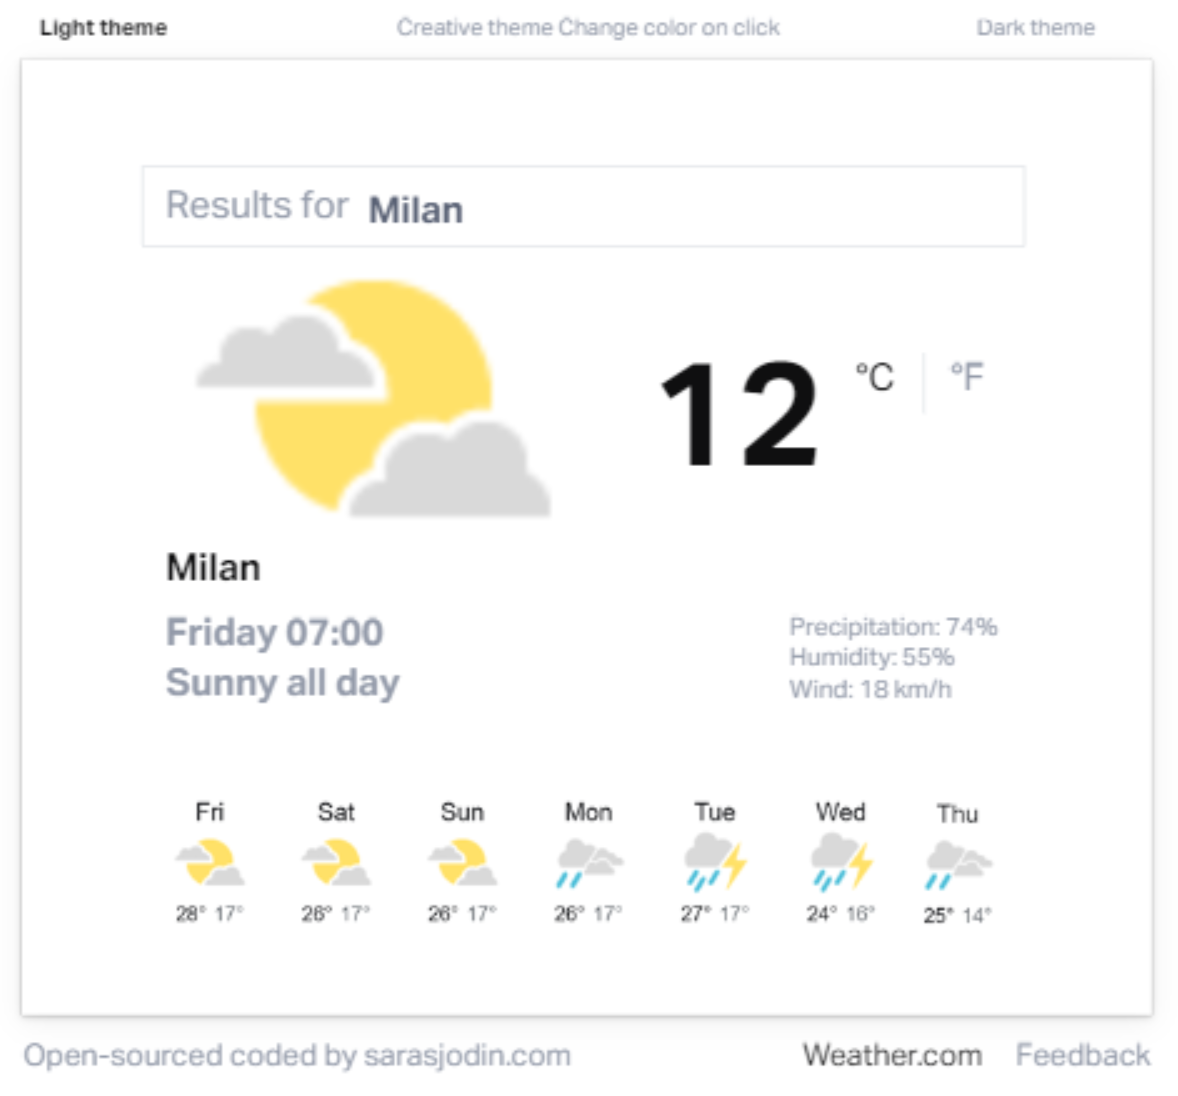 Light theme Creative theme Change color on click Dark theme
Results for Milan
12 °C °F
Milan
Friday 07:00
Sunny all day
Precipitation: 74%
Humidity: 55%
Wind: 18 km/h
Fri Sat Sun Mon Tue Wed Thu
28° 17° 26° 17° 26° 17° 26° 17° 27° 17° 24° 16° 25° 14°
Open-sourced coded by sarasjodin.com Weather.com Feedback